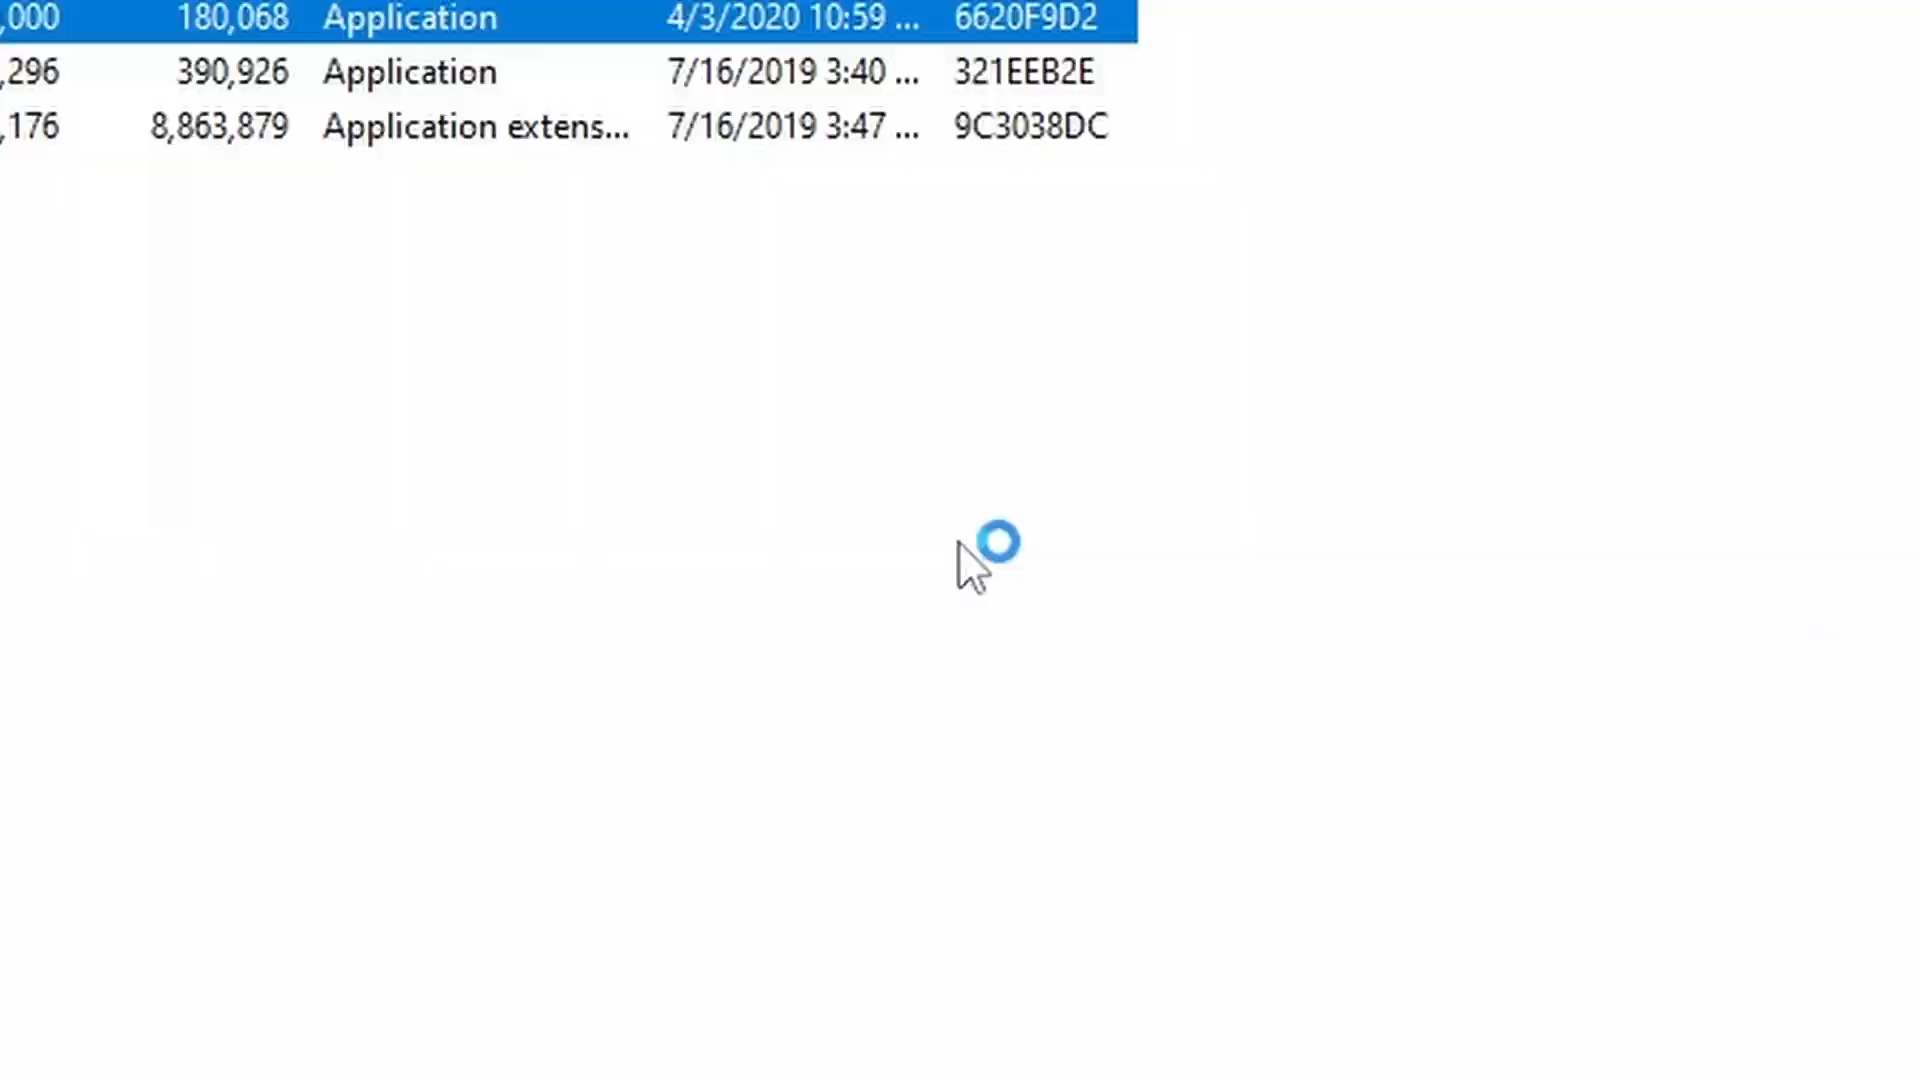 ,000 180,068 Application 4/3/2020 10:59 ... 6620F9D2
,296 390,926 Application 7/16/2019 3:40 ... 321EEB2E
,176 8,863,879 Application extens... 7/16/2019 3:47 ... 9C3038DC